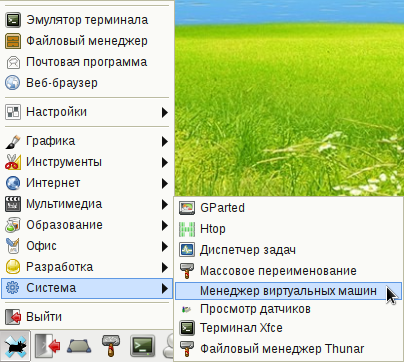 Эмулятор терминала
Файловый менеджер
Почтовая программа
Веб-браузер
Настройки
Графика
Инструменты
Интернет
Мультимедиа
Образование
Офис
Разработка
Система
Выйти
GParted
Htop
Диспетчер задач
Массовое переименование
Менеджер виртуальных машин
Просмотр датчиков
Терминал Xfce
Файловый менеджер Thunar